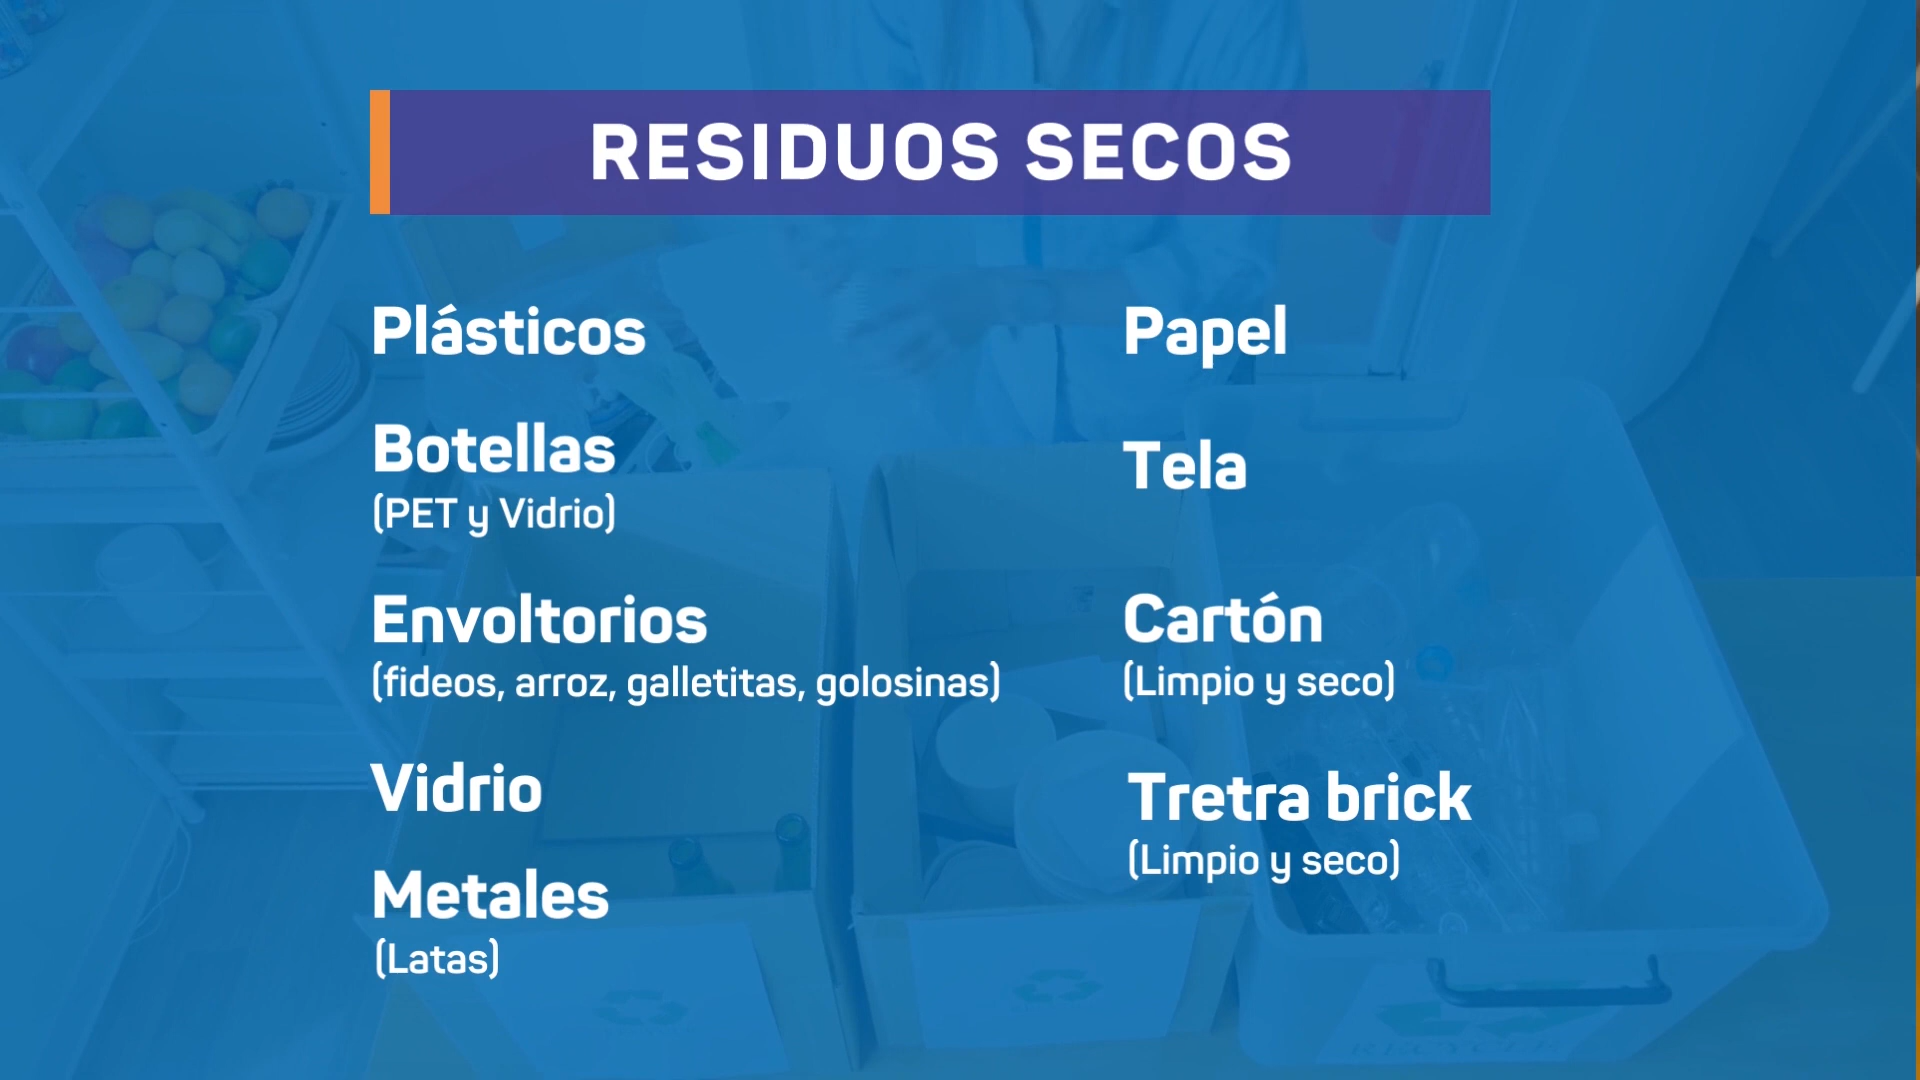 RESIDUOS SECOS
Plásticos
Botellas
(PET y Vidrio)
Envoltorios
(fideos, arroz, galletitas, golosinas)
Vidrio
Metales
(Latas)
Papel
Tela
Cartón
(Limpio y seco)
Tretra brick
(Limpio y seco)
RECYCLE